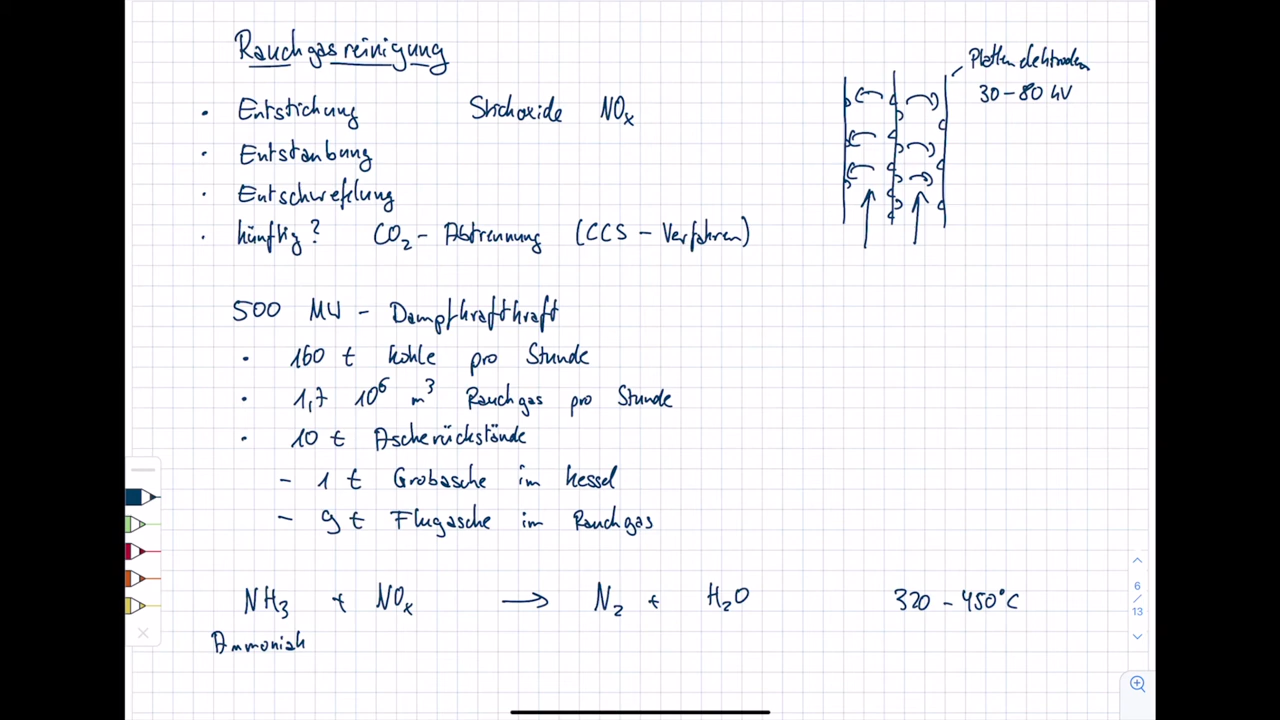 Rauchgasreinigung
• Entstickung Stickoxide NOx
• Entstaubung
• Entschwefelung
• künftig? CO2 - Abtrennung (CCS - Verfahren)
Plattenelektroden
30 - 80 kV
500 MW - Dampfkraftkraft
• 160 t Kohle pro Stunde
• 1,7 10^6 m^3 Rauchgas pro Stunde
• 10 t Ascherückstände
- 1 t Grobasche im Kessel
- 9 t Flugasche im Rauchgas
NH3 + NOx → N2 + H2O 320 - 450°C
Ammoniak
6
/
13